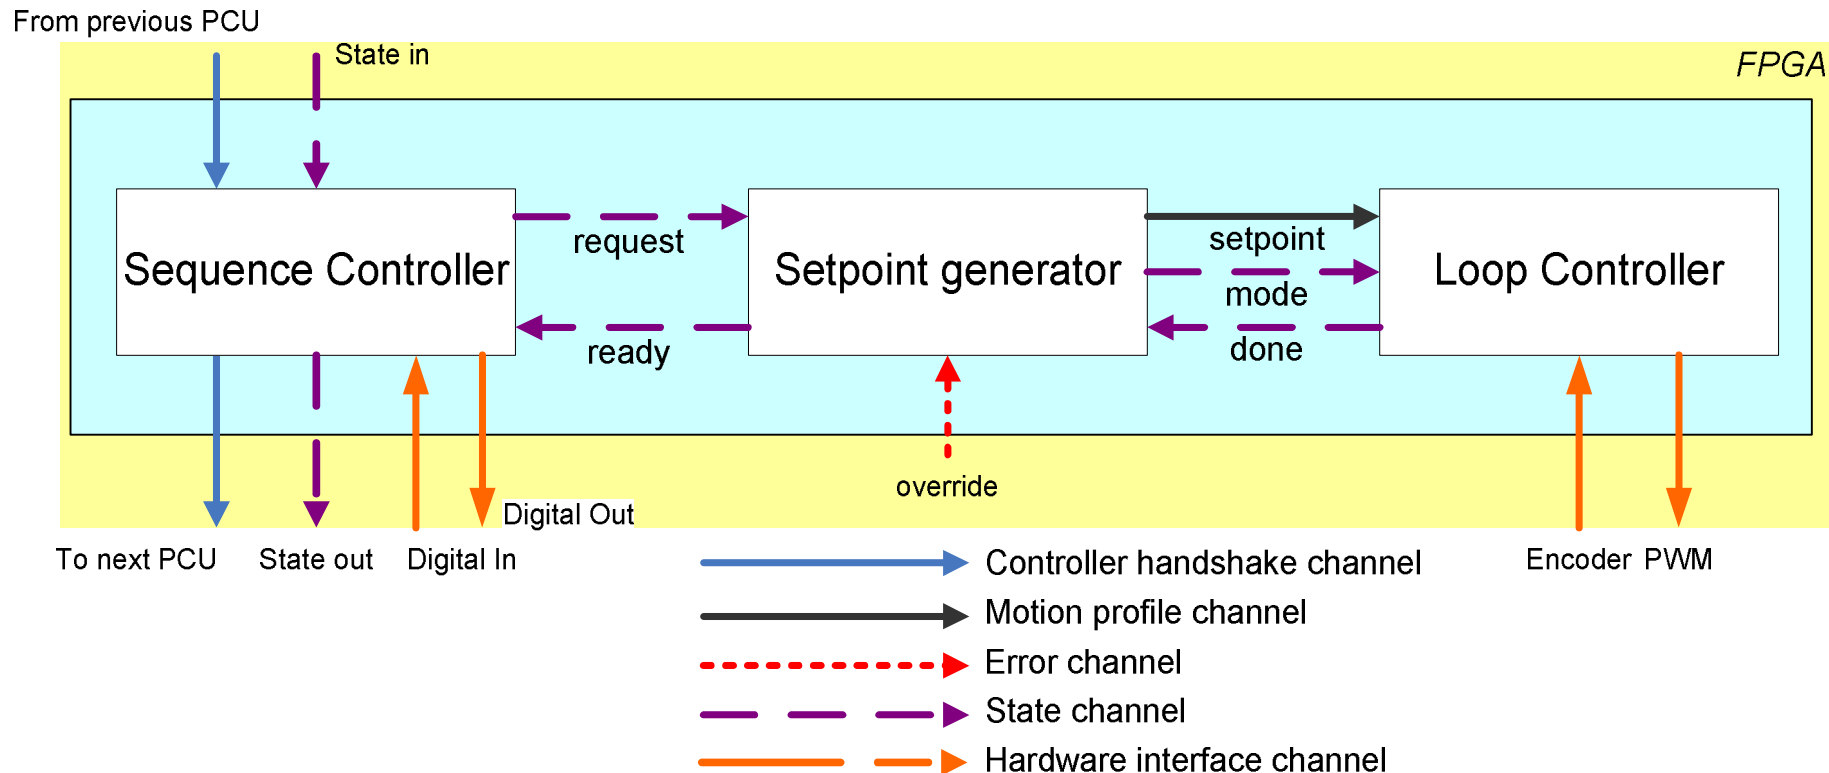 From previous PCU
State in
FPGA
request
setpoint
Sequence Controller
Setpoint generator
Loop Controller
mode
ready
done
override
Digital Out
To next PCU
State out
Digital In
Encoder
PWM
Controller handshake channel
Motion profile channel
Error channel
State channel
Hardware interface channel